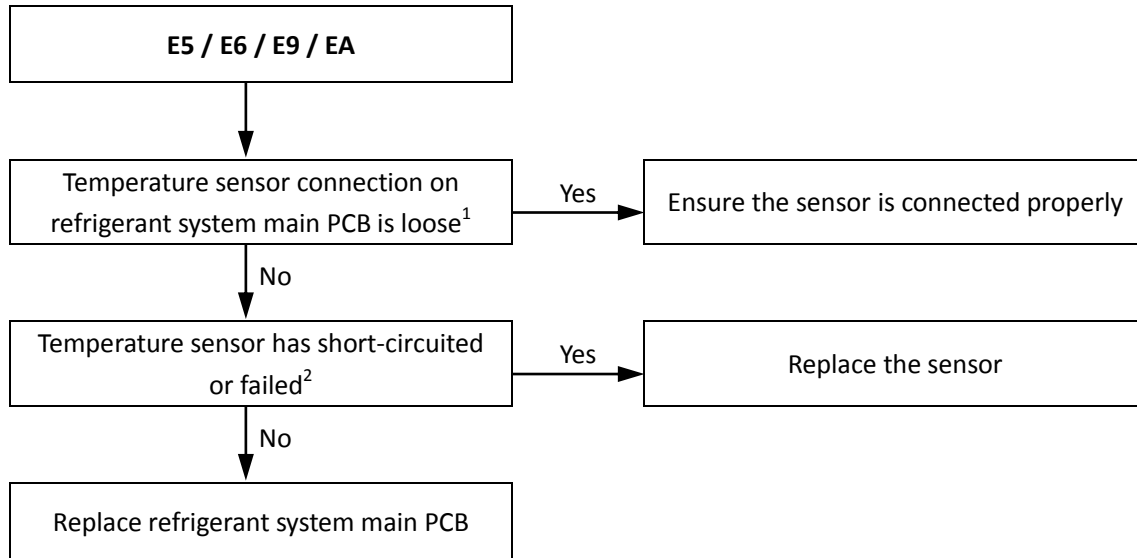 E5 / E6 / E9 / EA
Temperature sensor connection on
refrigerant system main PCB is loose¹
Yes
Ensure the sensor is connected properly
No
Temperature sensor has short-circuited
or failed²
Yes
Replace the sensor
No
Replace refrigerant system main PCB